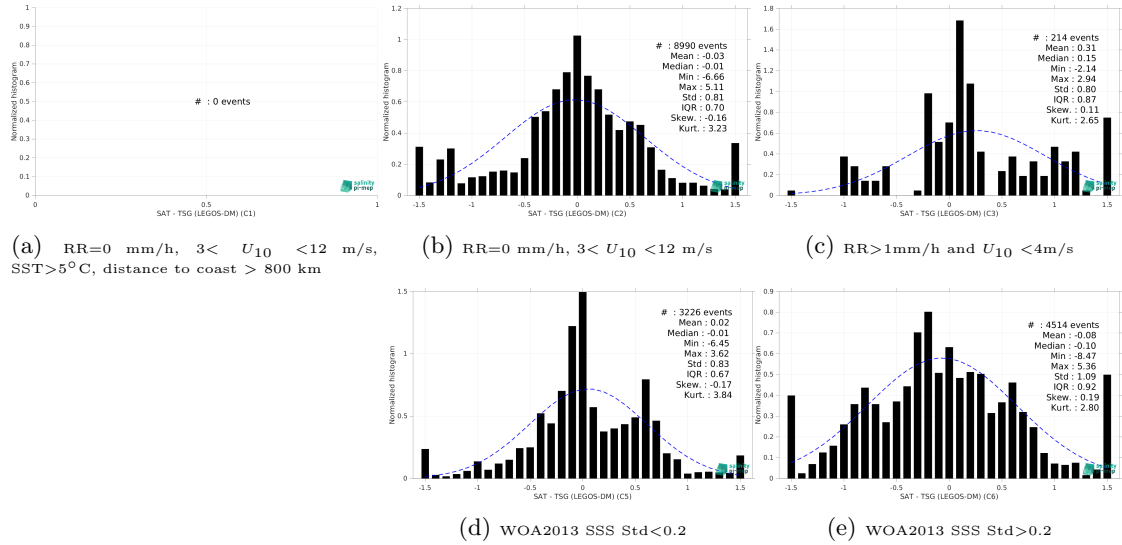 1
0.9
0.8
0.7
0.6
0.5
0.4
0.3
0.2
0.1
0
Normalized histogram
# : 0 events
salinity
pi-mep
0 0.5 1
SAT - TSG (LEGOS-DM) (C1)
(a) RR=0 mm/h, 3< U10 <12 m/s,
SST>5°C, distance to coast > 800 km
1.2
1
0.8
0.6
0.4
0.2
0
Normalized histogram
# : 8990 events
Mean : -0.03
Median : -0.01
Min : -6.66
Max : 5.11
Std : 0.81
IQR : 0.70
Skew. : -0.16
Kurt. : 3.23
-1.5 -1 -0.5 0 0.5 1 1.5
SAT - TSG (LEGOS-DM) (C2)
(b) RR=0 mm/h, 3< U10 <12 m/s
1.8
1.6
1.4
1.2
1
0.8
0.6
0.4
0.2
0
Normalized histogram
# : 214 events
Mean : 0.31
Median : 0.15
Min : -2.14
Max : 2.94
Std : 0.80
IQR : 0.87
Skew. : 0.11
Kurt. : 2.65
-1.5 -1 -0.5 0 0.5 1 1.5
SAT - TSG (LEGOS-DM) (C3)
(c) RR>1mm/h and U10 <4m/s
1.5
1
0.5
0
Normalized histogram
# : 3226 events
Mean : 0.02
Median : -0.01
Min : -6.45
Max : 3.62
Std : 0.83
IQR : 0.67
Skew. : -0.17
Kurt. : 3.84
-1.5 -1 -0.5 0 0.5 1 1.5
SAT - TSG (LEGOS-DM) (C5)
(d) WOA2013 SSS Std<0.2
0.9
0.8
0.7
0.6
0.5
0.4
0.3
0.2
0.1
0
Normalized histogram
# : 4514 events
Mean : -0.08
Median : -0.10
Min : -8.47
Max : 5.36
Std : 1.09
IQR : 0.92
Skew. : 0.19
Kurt. : 2.80
-1.5 -1 -0.5 0 0.5 1 1.5
SAT - TSG (LEGOS-DM) (C6)
(e) WOA2013 SSS Std>0.2